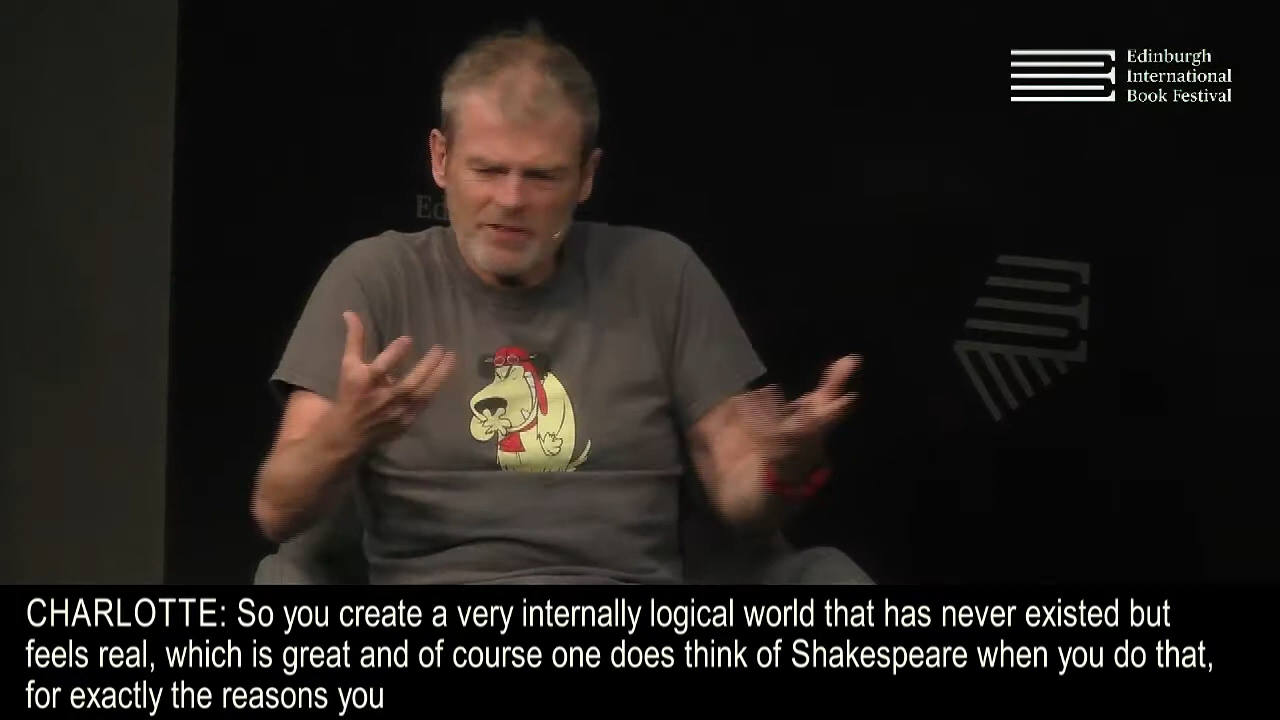 Edinburgh
International
Book Festival
Ed
CHARLOTTE: So you create a very internally logical world that has never existed but
feels real, which is great and of course one does think of Shakespeare when you do that,
for exactly the reasons you